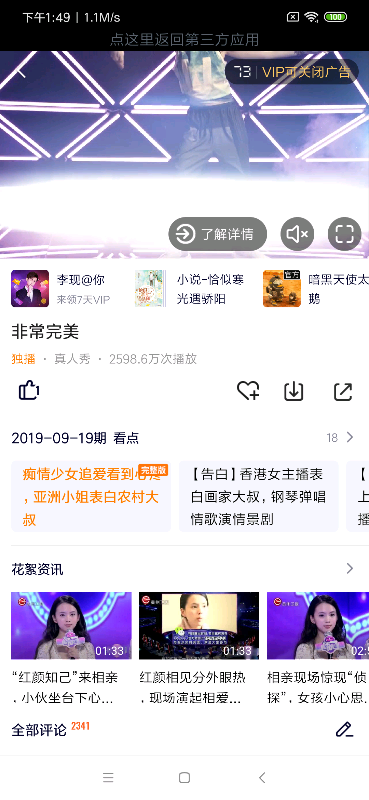 下午1:49 | 1.1M/s
100
点这里返回第三方应用
73 | VIP可关闭广告
了解详情
李现@你
来领7天VIP
小说-恰似寒
光遇骄阳
官方
暗黑天使太
鹅
非常完美
独播 · 真人秀 · 2598.6万次播放
1
2019-09-19期 看点
18
痴情少女追爱看到心疼
完整版
，亚洲小姐表白农村大
叔
【告白】香港女主播表
白画家大叔，钢琴弹唱
情歌演情景剧
【
上
播
花絮资讯
01:33
01:33
02:5
“红颜知己”来相亲
，小伙坐台下心...
红颜相见分外眼热
，现场演起相爱...
相亲现场惊现“侦
探”，女孩小心思..
全部评论 2341